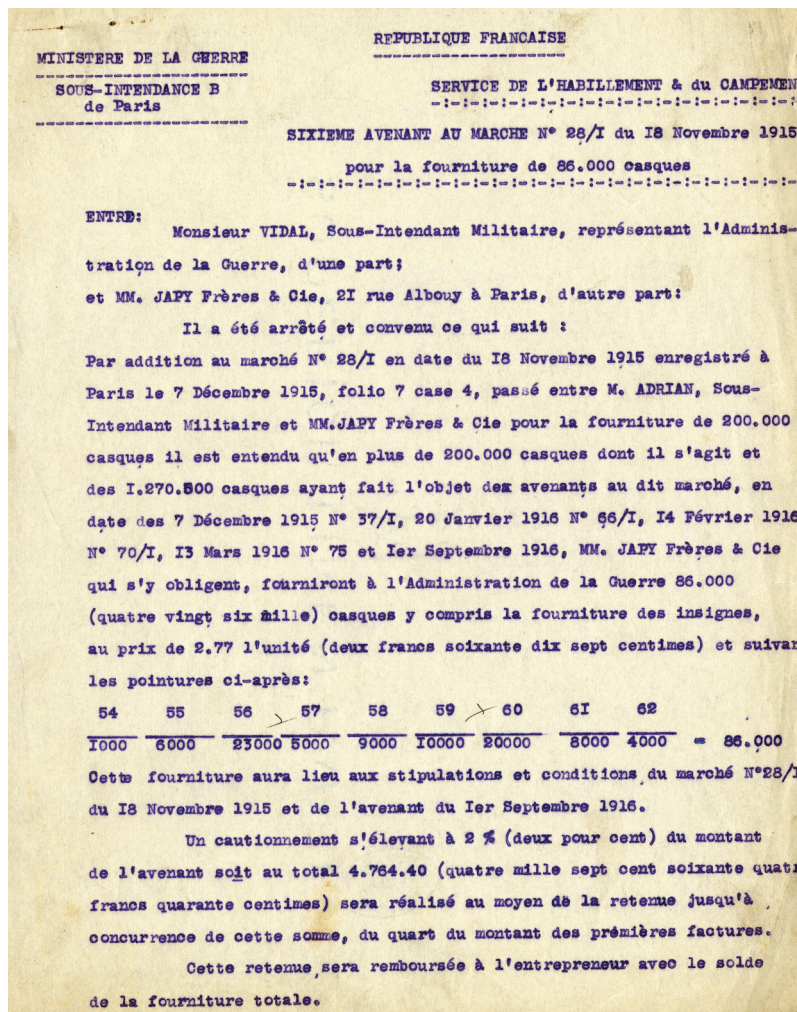 REPUBLIQUE FRANCAISE
MINISTERE DE LA GUERRE
SOUS-INTENDANCE B
de Paris
SERVICE DE L'HABILLEMENT & du CAMPEMEN
SIXIEME AVENANT AU MARCHE N° 28/I du I8 Novembre 1915
pour la fourniture de 86.000 casques
ENTRE:
Monsieur VIDAL, Sous-Intendant Militaire, représentant l'Adminis-
tration de la Guerre, d'une part;
et MM. JAPY Frères & Cie, 2I rue Albouy à Paris, d'autre part:
Il a été arrêté et convenu ce qui suit :
Par addition au marché N° 28/I en date du I8 Novembre 1915 enregistré à
Paris le 7 Décembre 1915, folio 7 case 4, passé entre M. ADRIAN, Sous-
Intendant Militaire et MM.JAPY Frères & Cie pour la fourniture de 200.000
casques il est entendu qu'en plus de 200.000 casques dont il s'agit et
des I.270.500 casques ayant fait l'objet des avenants au dit marché, en
date des 7 Décembre 1915 N° 37/I, 20 Janvier 1916 N° 66/I, I4 Février 1916
N° 70/I, I3 Mars 1916 N° 75 et Ier Septembre 1916, MM. JAPY Frères & Cie
qui s'y obligent, fourniront à l'Administration de la Guerre 86.000
(quatre vingt six mille) casques y compris la fourniture des insignes,
au prix de 2.77 l'unité (deux francs soixante dix sept centimes) et suivan
les pointures ci-après:
54 55 56 57 58 59 60 6I 62
I000 6000 23000 5000 9000 I0000 20000 8000 4000 = 86.000
Cette fourniture aura lieu aux stipulations et conditions du marché N°28/I
du I8 Novembre 1915 et de l'avenant du Ier Septembre 1916.
Un cautionnement s'élevant à 2 % (deux pour cent) du montant
de l'avenant soit au total 4.764.40 (quatre mille sept cent soixante quatr
francs quarante centimes) sera réalisé au moyen de la retenue jusqu'à
concurrence de cette somme, du quart du montant des prémières factures.
Cette retenue sera remboursée à l'entrepreneur avec le solde
de la fourniture totale.